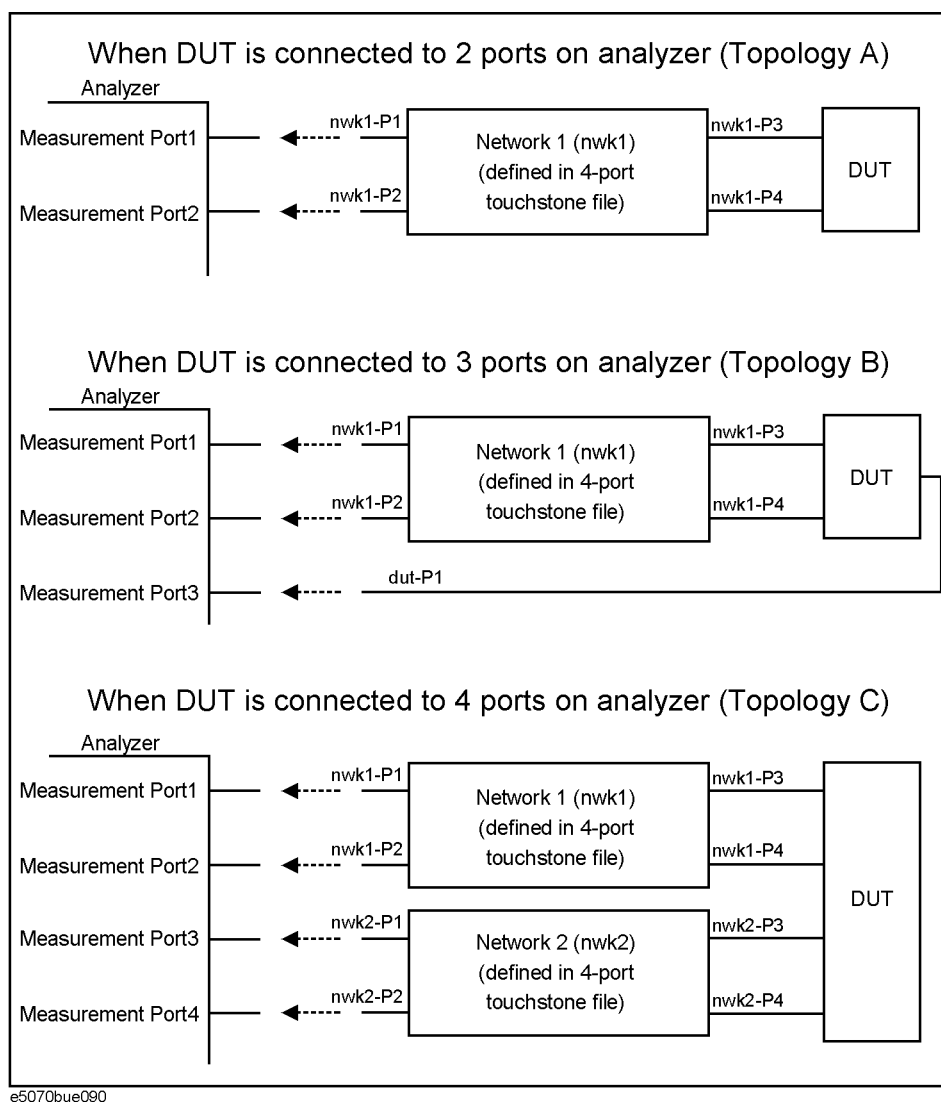 When DUT is connected to 2 ports on analyzer (Topology A)
Analyzer
Measurement Port1
nwk1-P1
Network 1 (nwk1)
(defined in 4-port
touchstone file)
nwk1-P3
DUT
Measurement Port2
nwk1-P2
nwk1-P4
When DUT is connected to 3 ports on analyzer (Topology B)
Analyzer
Measurement Port1
nwk1-P1
Network 1 (nwk1)
(defined in 4-port
touchstone file)
nwk1-P3
DUT
Measurement Port2
nwk1-P2
nwk1-P4
Measurement Port3
dut-P1
When DUT is connected to 4 ports on analyzer (Topology C)
Analyzer
Measurement Port1
nwk1-P1
Network 1 (nwk1)
(defined in 4-port
touchstone file)
nwk1-P3
Measurement Port2
nwk1-P2
nwk1-P4
DUT
Measurement Port3
nwk2-P1
Network 2 (nwk2)
(defined in 4-port
touchstone file)
nwk2-P3
Measurement Port4
nwk2-P2
nwk2-P4
e5070bue090